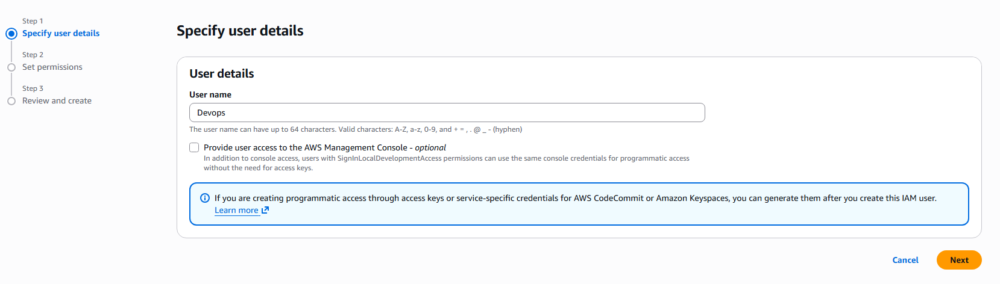 Step 1
Specify user details
Step 2
Set permissions
Step 3
Review and create
Specify user details
User details
User name
Devops
The user name can have up to 64 characters. Valid characters: A-Z, a-z, 0-9, and + = , . @ _ - (hyphen)
Provide user access to the AWS Management Console - optional
In addition to console access, users with SignInLocalDevelopmentAccess permissions can use the same console credentials for programmatic access
without the need for access keys.
If you are creating programmatic access through access keys or service-specific credentials for AWS CodeCommit or Amazon Keyspaces, you can generate them after you create this IAM user.
Learn more
Cancel
Next